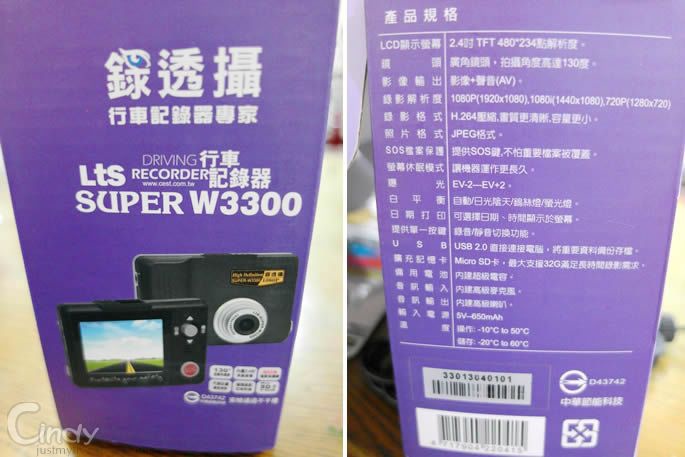 錄透攝
行車記錄器專家
DRIVING 行車
Lts RECORDER 記錄器
www.cest.com.tw
SUPER W3300
High Definition
130°
D43742
Cindy
產品規格
LCD顯示螢幕 2.4吋 TFT 480*234點解析度。
鏡頭 廣角鏡頭,拍攝角度高達130度。
影像輸出 影像+聲音(AV)。
錄影解析度 1080P(1920x1080),1080i(1440x1080),720P(1280x720)
錄影格式 H.264壓縮,畫質更清晰,容量更小。
照片格式 JPEG格式。
SOS檔案保護 提供SOS鍵,不怕重要檔案被覆蓋。
螢幕休眠模式 讓機器運作更長久。
曝光 EV-2---EV+2。
白平衡 自動/日光陰天/鎢絲燈/螢光燈。
日期打印 可選擇日期、時間顯示於螢幕。
提供單一按鍵 錄音/靜音切換功能。
USB USB 2.0 直接連接電腦,將重要資料備份存檔。
擴充記憶卡 Micro SD卡,最大支援32G滿足長時間錄影需求。
備用電池 內建超級電容。
音訊輸入 內建高級麥克風。
音訊輸出 內建高級喇叭。
輸入電源 5V--650mAh
溫度 操作: -10°C to 50°C
儲存: -20°C to 60°C
33013040101
D43742
中華節能科技
4 717904 220415